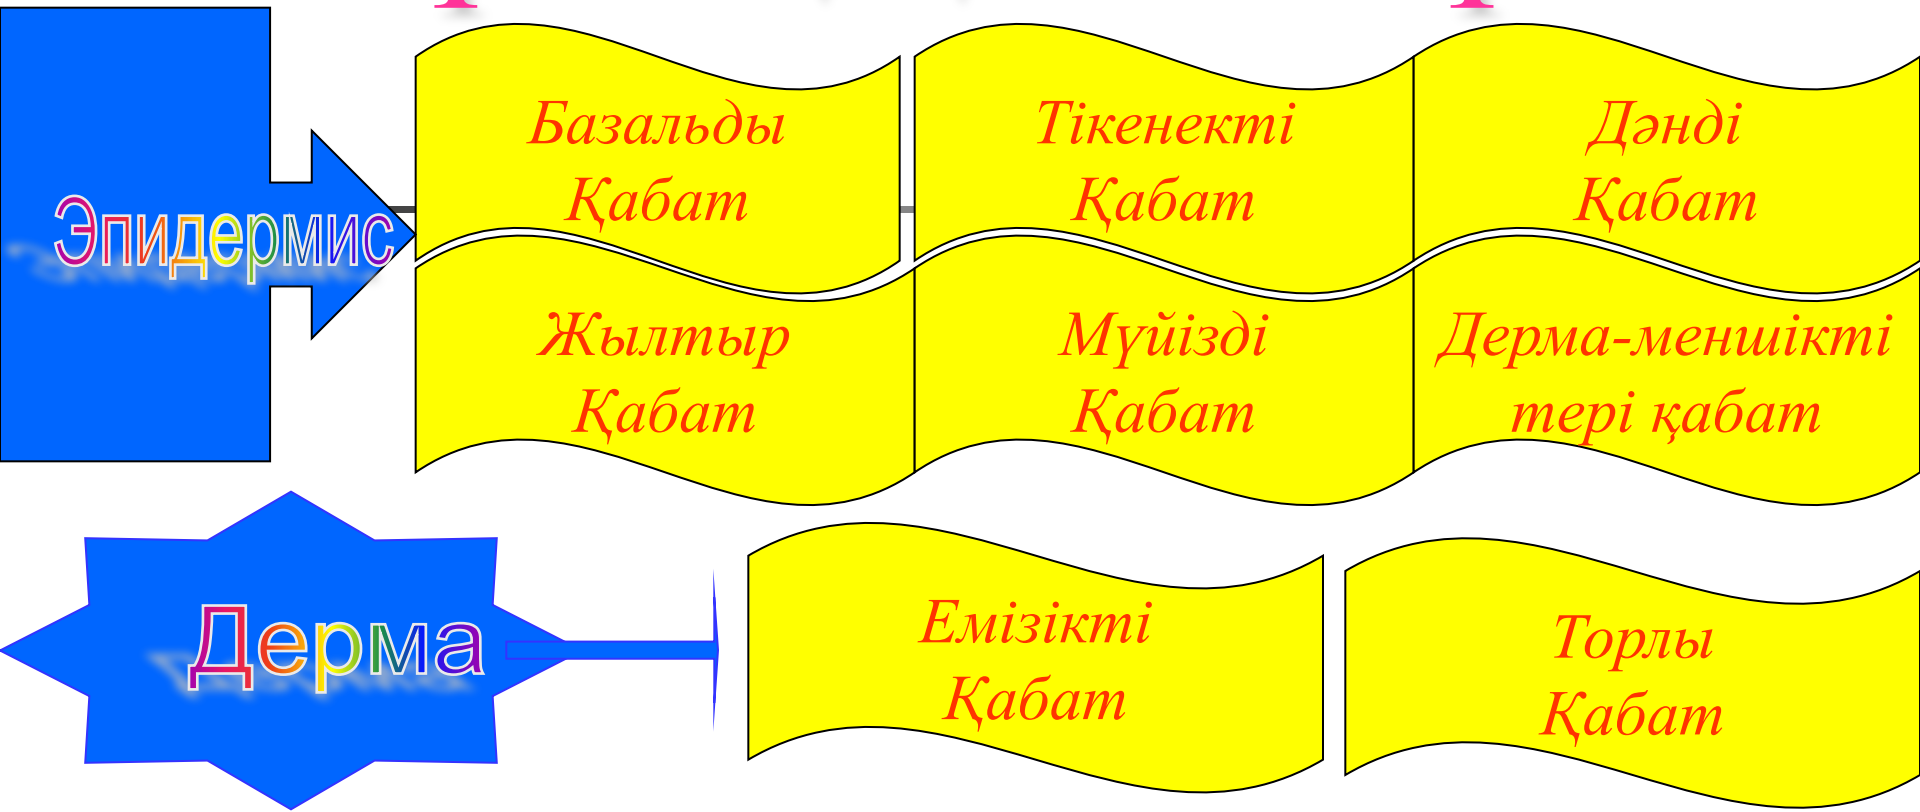 Эпидермис
Базальды
Қабат
Тікенекті
Қабат
Дәнді
Қабат
Жылтыр
Қабат
Мүйізді
Қабат
Дерма-меншікті
тері қабат
Дерма
Емізікті
Қабат
Торлы
Қабат